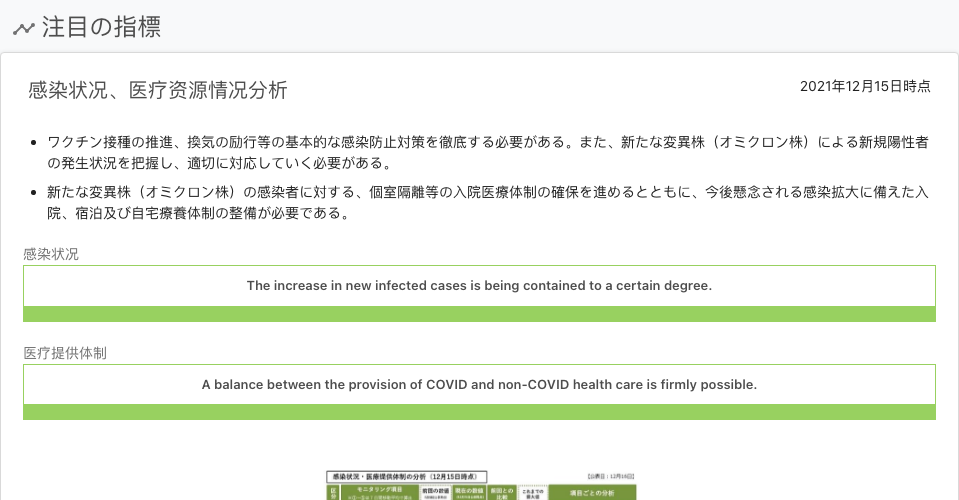 注目の指標
感染状况、医疗资源情况分析
2021年12月15日時点
ワクチン接種の推進、換気の励行等の基本的な感染防止対策を徹底する必要がある。また、新たな変異株（オミクロン株）による新規陽性者
の発生状況を把握し、適切に対応していく必要がある。
新たな変異株（オミクロン株）の感染者に対する、個室隔離等の入院医療体制の確保を進めるとともに、今後懸念される感染拡大に備えた入
院、宿泊及び自宅療養体制の整備が必要である。
感染状况
The increase in new infected cases is being contained to a certain degree.
医疗提供体制
A balance between the provision of COVID and non-COVID health care is firmly possible.
感染状況・医療提供体制の分析（12月15日時点）
モニタリング項目
前回の数値
現在の数値
前回との
比較
これまでの
最大値
項目ごとの分析